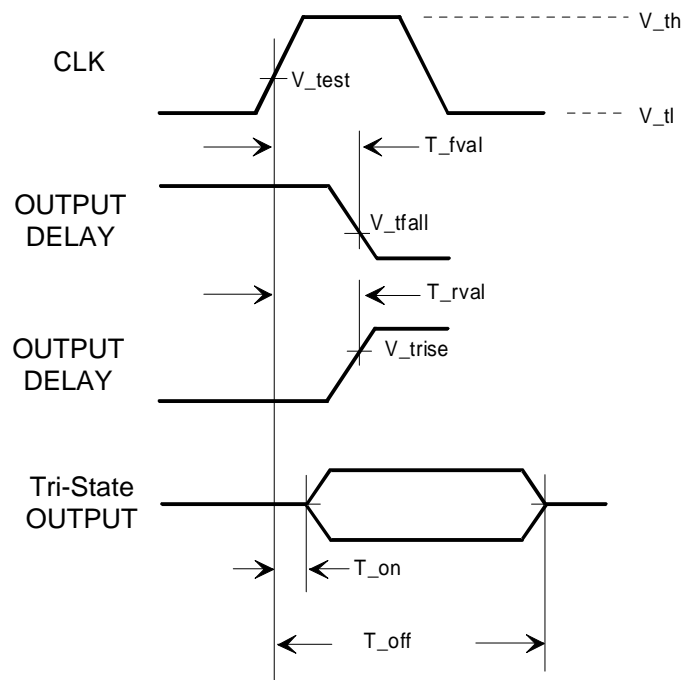 V_th
CLK
V_test
V_tl
T_fval
OUTPUT
DELAY
V_tfall
T_rval
OUTPUT
DELAY
V_trise
Tri-State
OUTPUT
T_on
T_off